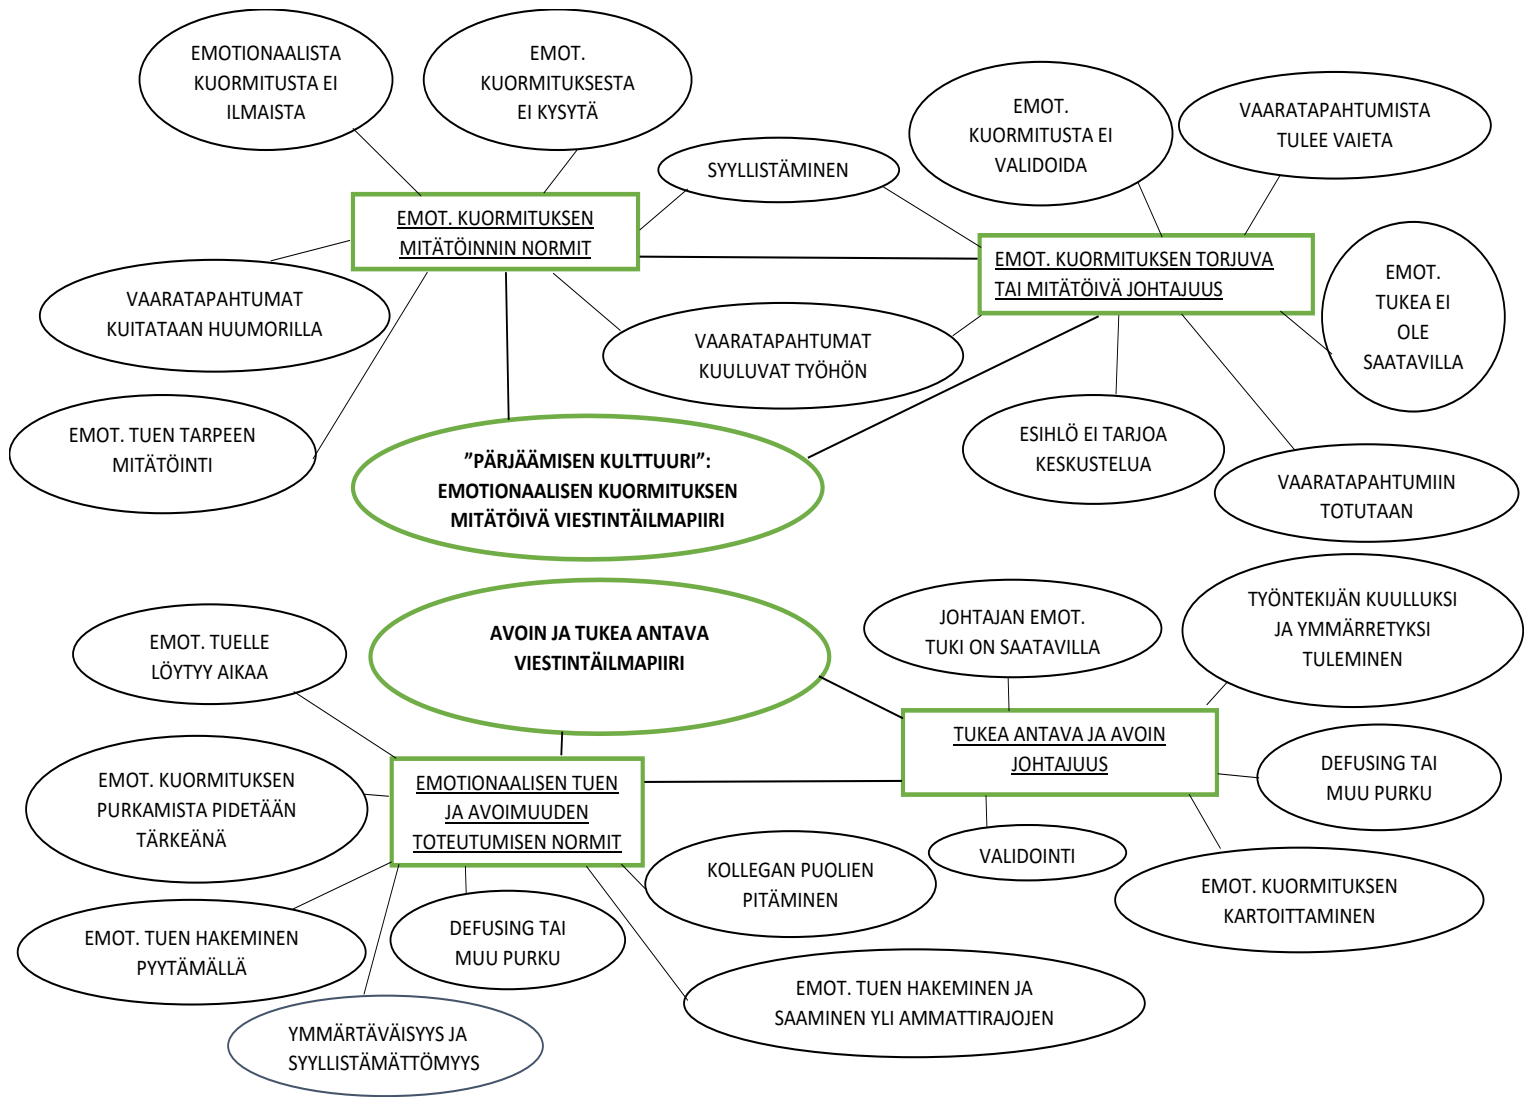 EMOTIONAALISTA
KUORMITUSTA EI
ILMAISTA
EMOT.
KUORMITUKSESTA
EI KYSYTÄ
SYYLLISTÄMINEN
EMOT.
KUORMITUSTA EI
VALIDOIDA
VAARATAPAHTUMISTA
TULEE VAIETA
EMOT. KUORMITUKSEN
MITÄTÖINNIN NORMIT
EMOT. KUORMITUKSEN TORJUVA
TAI MITÄTÖIVÄ JOHTAJUUS
EMOT.
TUKEA EI
OLE
SAATAVILLA
VAARATAPAHTUMAT
KUITATAAN HUUMORILLA
VAARATAPAHTUMAT
KUULUVAT TYÖHÖN
EMOT. TUEN TARPEEN
MITÄTÖINTI
ESIHLÖ EI TARJOA
KESKUSTELUA
VAARATAPAHTUMIIN
TOTUTAAN
”PÄRJÄÄMISEN KULTTUURI”:
EMOTIONAALISEN KUORMITUKSEN
MITÄTÖIVÄ VIESTINTÄILMAPIIRI
AVOIN JA TUKEA ANTAVA
VIESTINTÄILMAPIIRI
EMOT. TUELLE
LÖYTYY AIKAA
JOHTAJAN EMOT.
TUKI ON SAATAVILLA
TYÖNTEKIJÄN KUULLUKSI
JA YMMÄRRETYKSI
TULEMINEN
TUKEA ANTAVA JA AVOIN
JOHTAJUUS
DEFUSING TAI
MUU PURKU
EMOT. KUORMITUKSEN
PURKAMISTA PIDETÄÄN
TÄRKEÄNÄ
EMOTIONAALISEN TUEN
JA AVOIMUUDEN
TOTEUTUMISEN NORMIT
KOLLEGAN PUOLIEN
PITÄMINEN
VALIDOINTI
EMOT. KUORMITUKSEN
KARTOITTAMINEN
EMOT. TUEN HAKEMINEN
PYYTÄMÄLLÄ
DEFUSING TAI
MUU PURKU
EMOT. TUEN HAKEMINEN JA
SAAMINEN YLI AMMATTIRAJOJEN
YMMÄRTÄVÄISYYS JA
SYYLLISTÄMÄTTÖMYYS